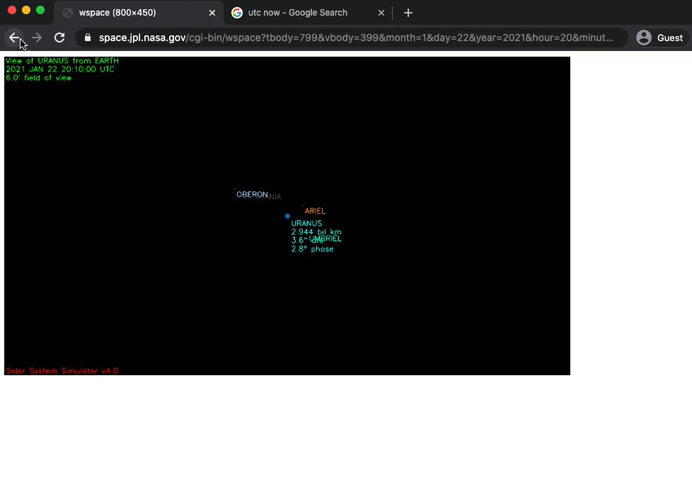 wspace (800×450)
utc now - Google Search
space.jpl.nasa.gov/cgi-bin/wspace?tbody=799&vbody=399&month=1&day=22&year=2021&hour=20&minut...
Guest
View of URANUS from EARTH
2021 JAN 22 20:10:00 UTC
6.0' field of view
OBERON
ARIEL
URANUS
2.944 bil km
3.6"
UMBRIEL
2.8° phase
Solar System Simulator v4.0